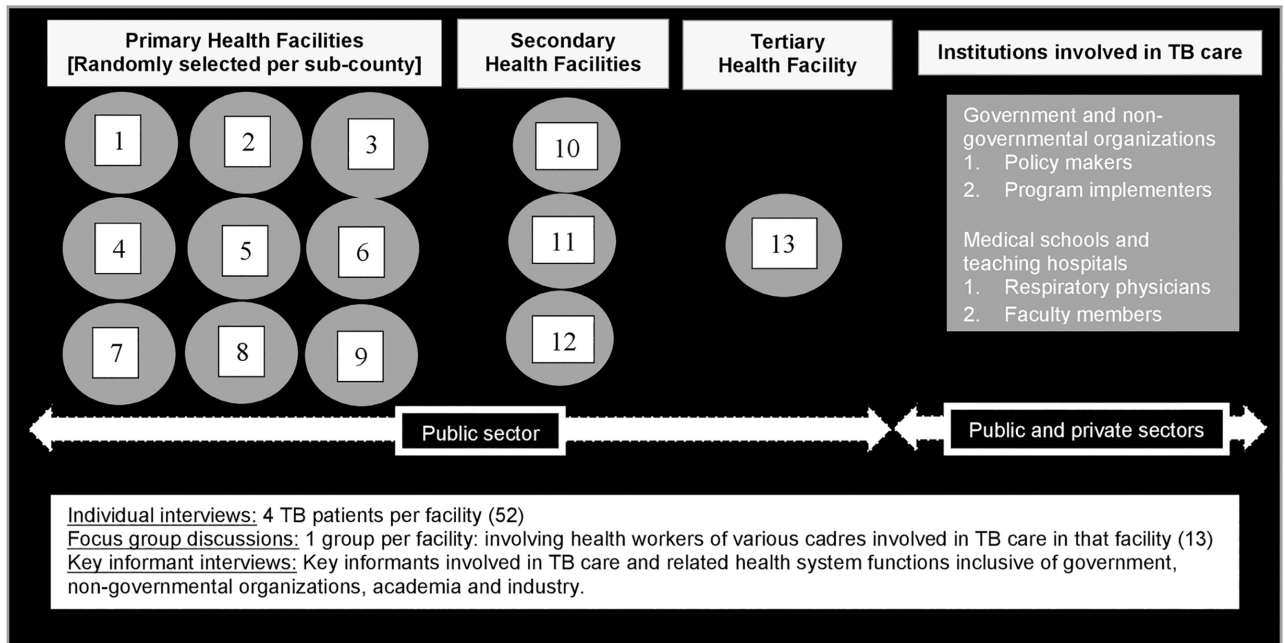 Primary Health Facilities
[Randomly selected per sub-county]
Secondary
Health Facilities
Tertiary
Health Facility
Institutions involved in TB care
1
2
3
4
5
6
7
8
9
10
11
12
13
Government and non-
governmental organizations
1. Policy makers
2. Program implementers
Medical schools and
teaching hospitals
1. Respiratory physicians
2. Faculty members
Public sector
Public and private sectors
Individual interviews: 4 TB patients per facility (52)
Focus group discussions: 1 group per facility: involving health workers of various cadres involved in TB care in that facility (13)
Key informant interviews: Key informants involved in TB care and related health system functions inclusive of government,
non-governmental organizations, academia and industry.